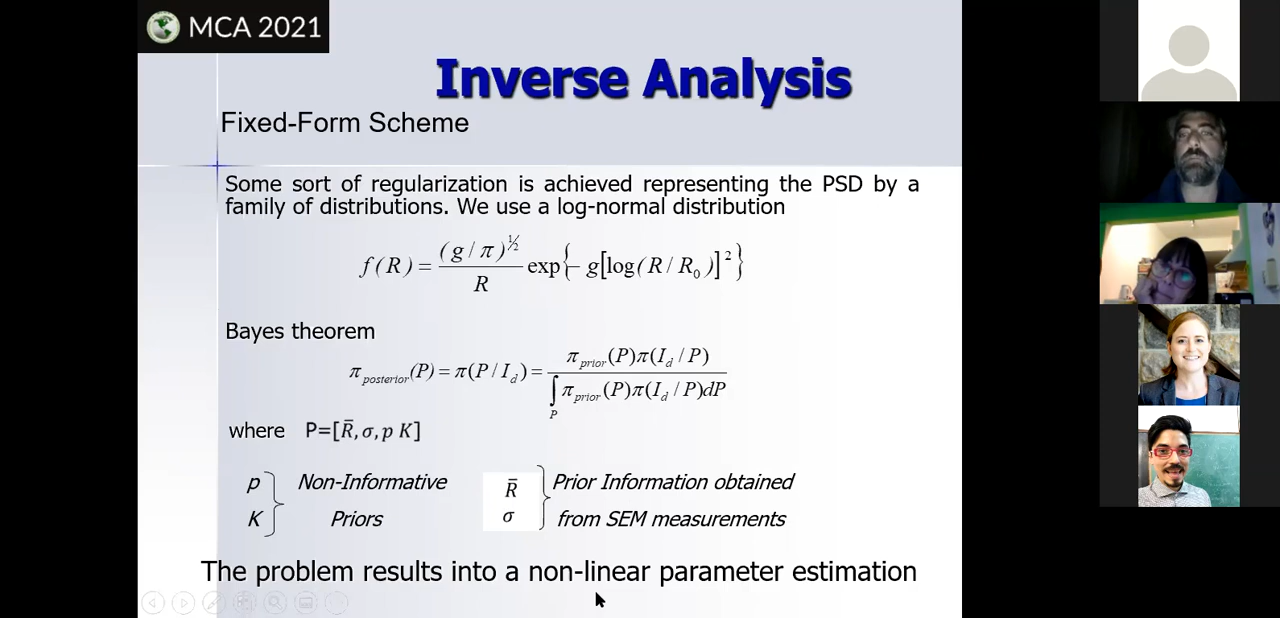 MCA 2021
Inverse Analysis
Fixed-Form Scheme
Some sort of regularization is achieved representing the PSD by a
family of distributions. We use a log-normal distribution
f(R) = (g/π)^½ / R exp{- g[log(R/R₀)]²}
Bayes theorem
π_posterior(P) = π(P/I_d) = π_prior(P)π(I_d/P) / ∫_P π_prior(P)π(I_d/P)dP
where P=[R̄, σ, p K]
p } Non-Informative R̄ } Prior Information obtained
K } Priors σ } from SEM measurements
The problem results into a non-linear parameter estimation